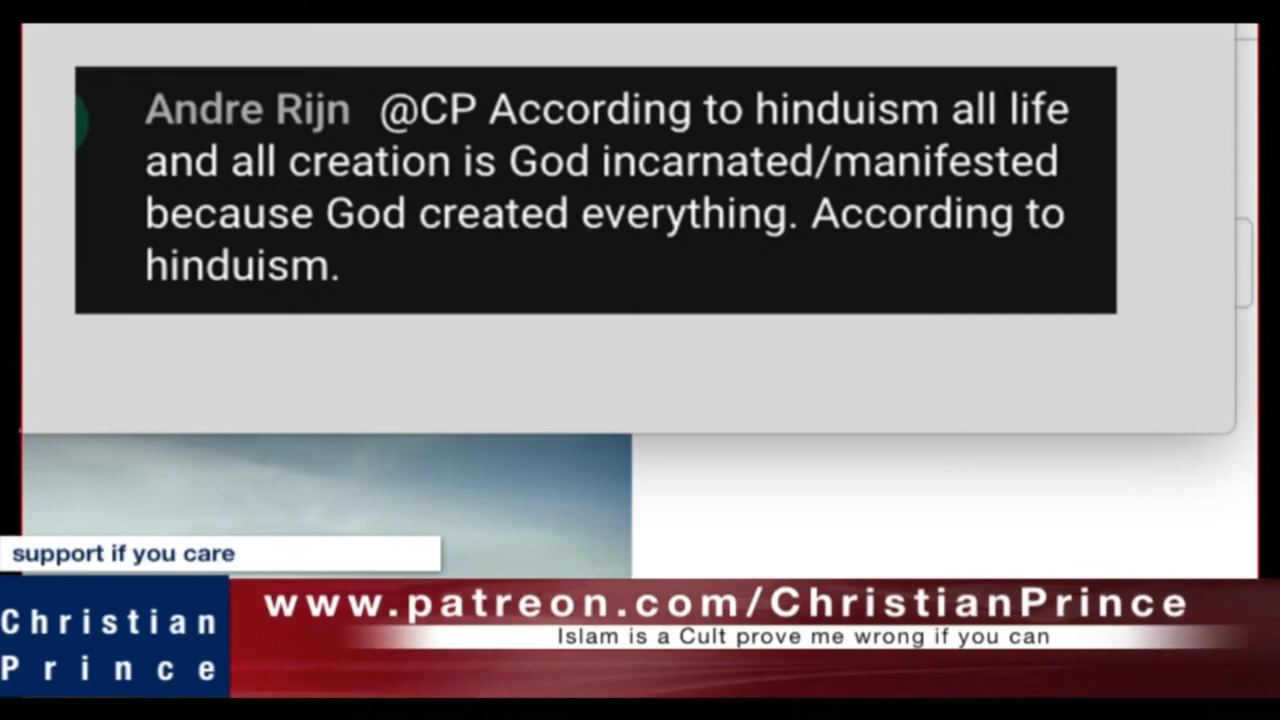 Andre Rijn @CP According to hinduism all life
and all creation is God incarnated/manifested
because God created everything. According to
hinduism.
support if you care
Christian
Prince
www.patreon.com/ChristianPrince
Islam is a Cult prove me wrong if you can